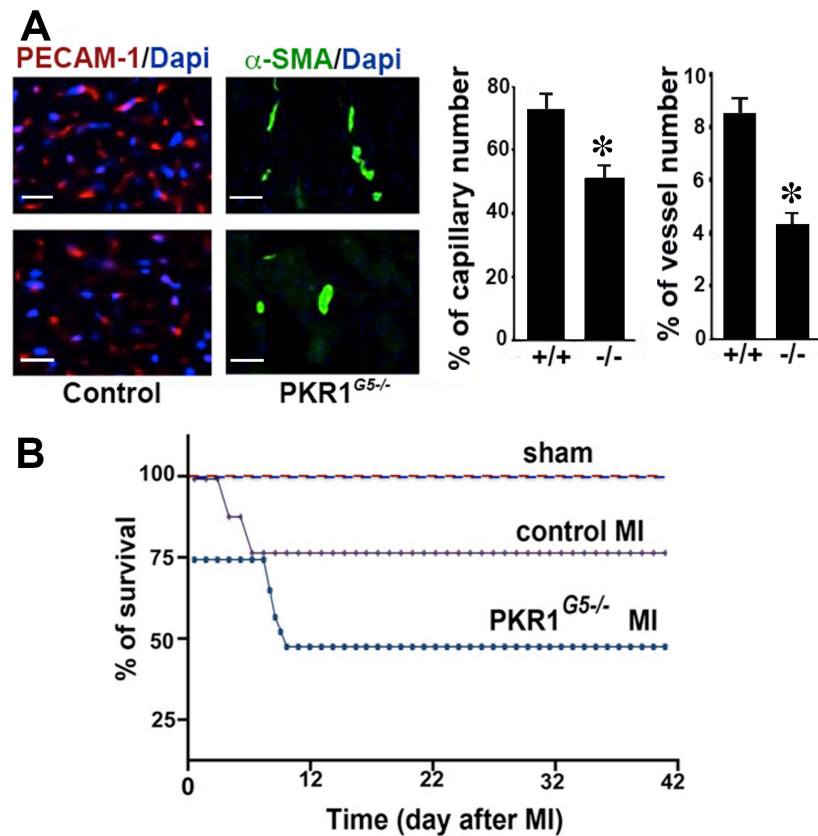 A
PECAM-1/Dapi
α-SMA/Dapi
Control
PKR1G5-/-
% of capillary number
80
60
40
20
0
+/+ -/-
*
% of vessel number
10
8
6
4
2
0
+/+ -/-
*
B
% of survival
100
75
50
25
0 12 22 32 42
Time (day after MI)
sham
control MI
PKR1G5-/- MI